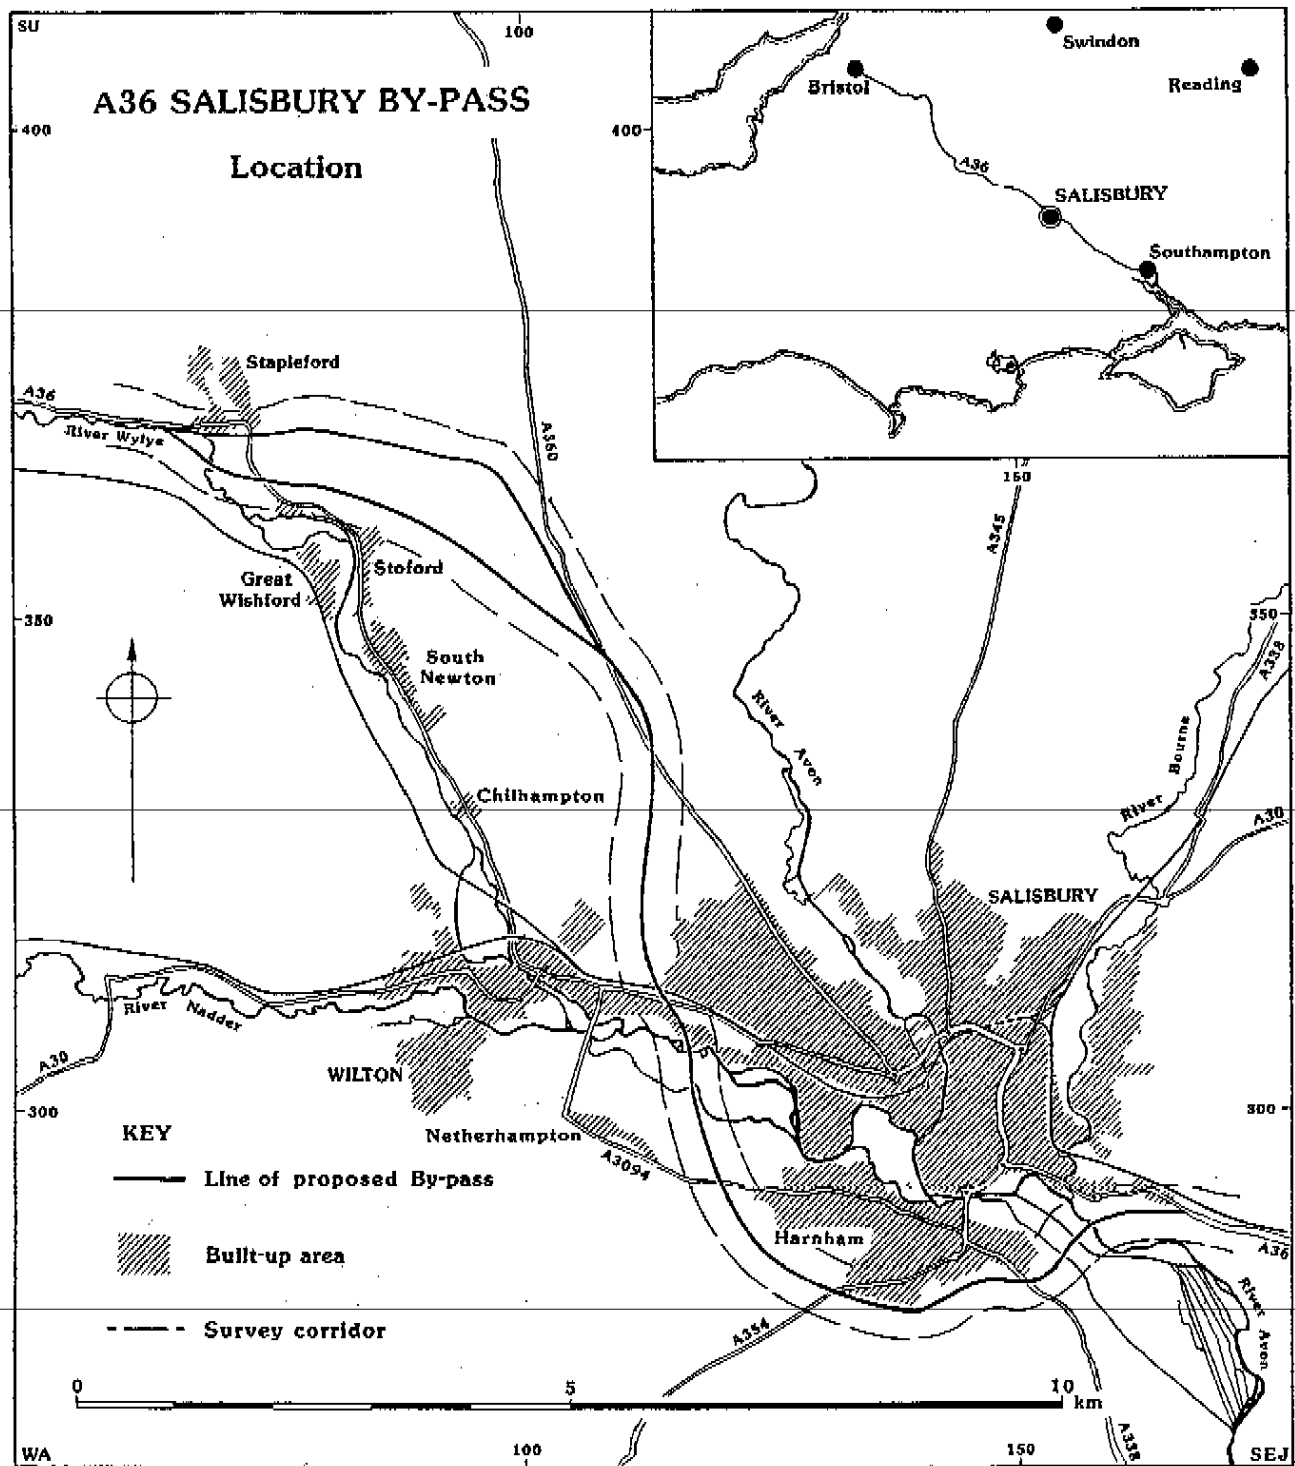 SU
100
A36 SALISBURY BY-PASS
Location
400
400
Swindon
Bristol
Reading
A36
SALISBURY
Southampton
Stapleford
A36
River Wylye
A360
150
A345
Stoford
Great
Wishford
350
350
A338
South
Newton
River Avon
River Bourne
Chilhampton
A30
SALISBURY
River Nadder
A30
WILTON
300
300
KEY
Netherhampton
A3094
Line of proposed By-pass
Harnham
A36
Built-up area
River Avon
Survey corridor
A354
0
5
10
km
A338
WA
100
150
SEJ